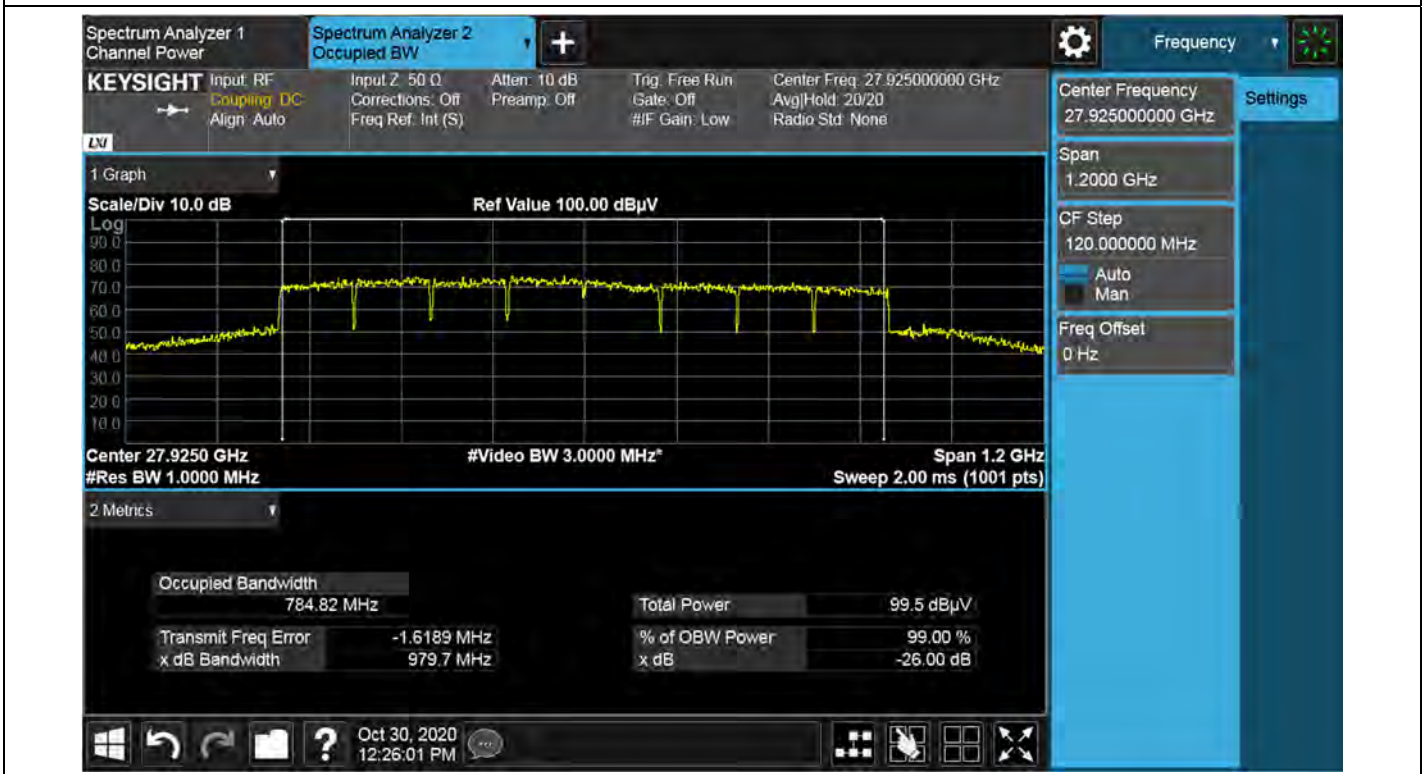 Spectrum Analyzer 1
Channel Power
Spectrum Analyzer 2
Occupied BW
Frequency
KEYSIGHT
Input: RF
Coupling: DC
Align: Auto
Input Z: 50 Ω
Corrections: Off
Freq Ref: Int (S)
Atten: 10 dB
Preamp: Off
Trig: Free Run
Gate: Off
#IF Gain: Low
Center Freq: 27.925000000 GHz
Avg|Hold: 20/20
Radio Std: None
LXI
Center Frequency
27.925000000 GHz
Settings
Span
1.2000 GHz
CF Step
120.000000 MHz
Auto
Man
Freq Offset
0 Hz
1 Graph
Scale/Div 10.0 dB
Ref Value 100.00 dBµV
Log
90.0
80.0
70.0
60.0
50.0
40.0
30.0
20.0
10.0
Center 27.9250 GHz
#Video BW 3.0000 MHz*
Span 1.2 GHz
#Res BW 1.0000 MHz
Sweep 2.00 ms (1001 pts)
2 Metrics
Occupied Bandwidth
784.82 MHz
Total Power 99.5 dBµV
Transmit Freq Error -1.6189 MHz
% of OBW Power 99.00 %
x dB Bandwidth 979.7 MHz
x dB -26.00 dB
?
Oct 30, 2020
12:26:01 PM